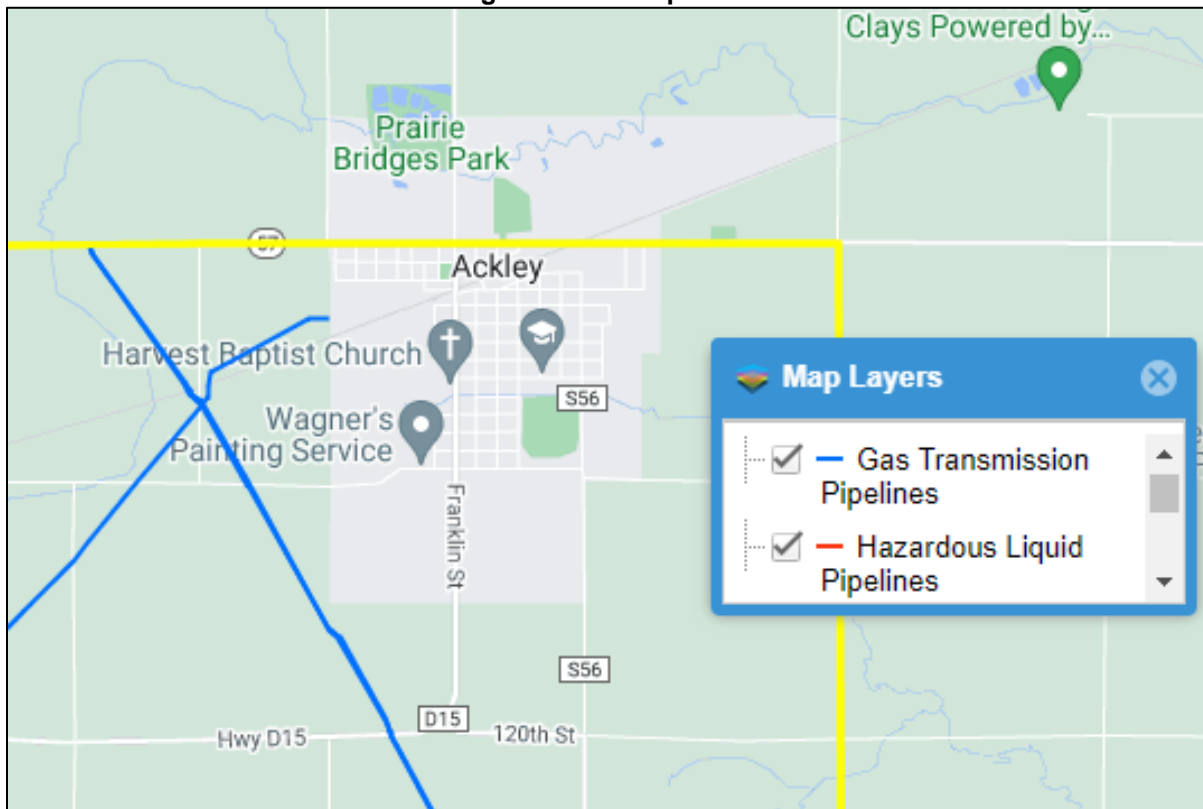 Clays Powered by...
Prairie
Bridges Park
57
Ackley
Harvest Baptist Church
S56
Wagner's
Painting Service
Franklin St
Map Layers
Gas Transmission
Pipelines
Hazardous Liquid
Pipelines
S56
D15
Hwy D15
120th St